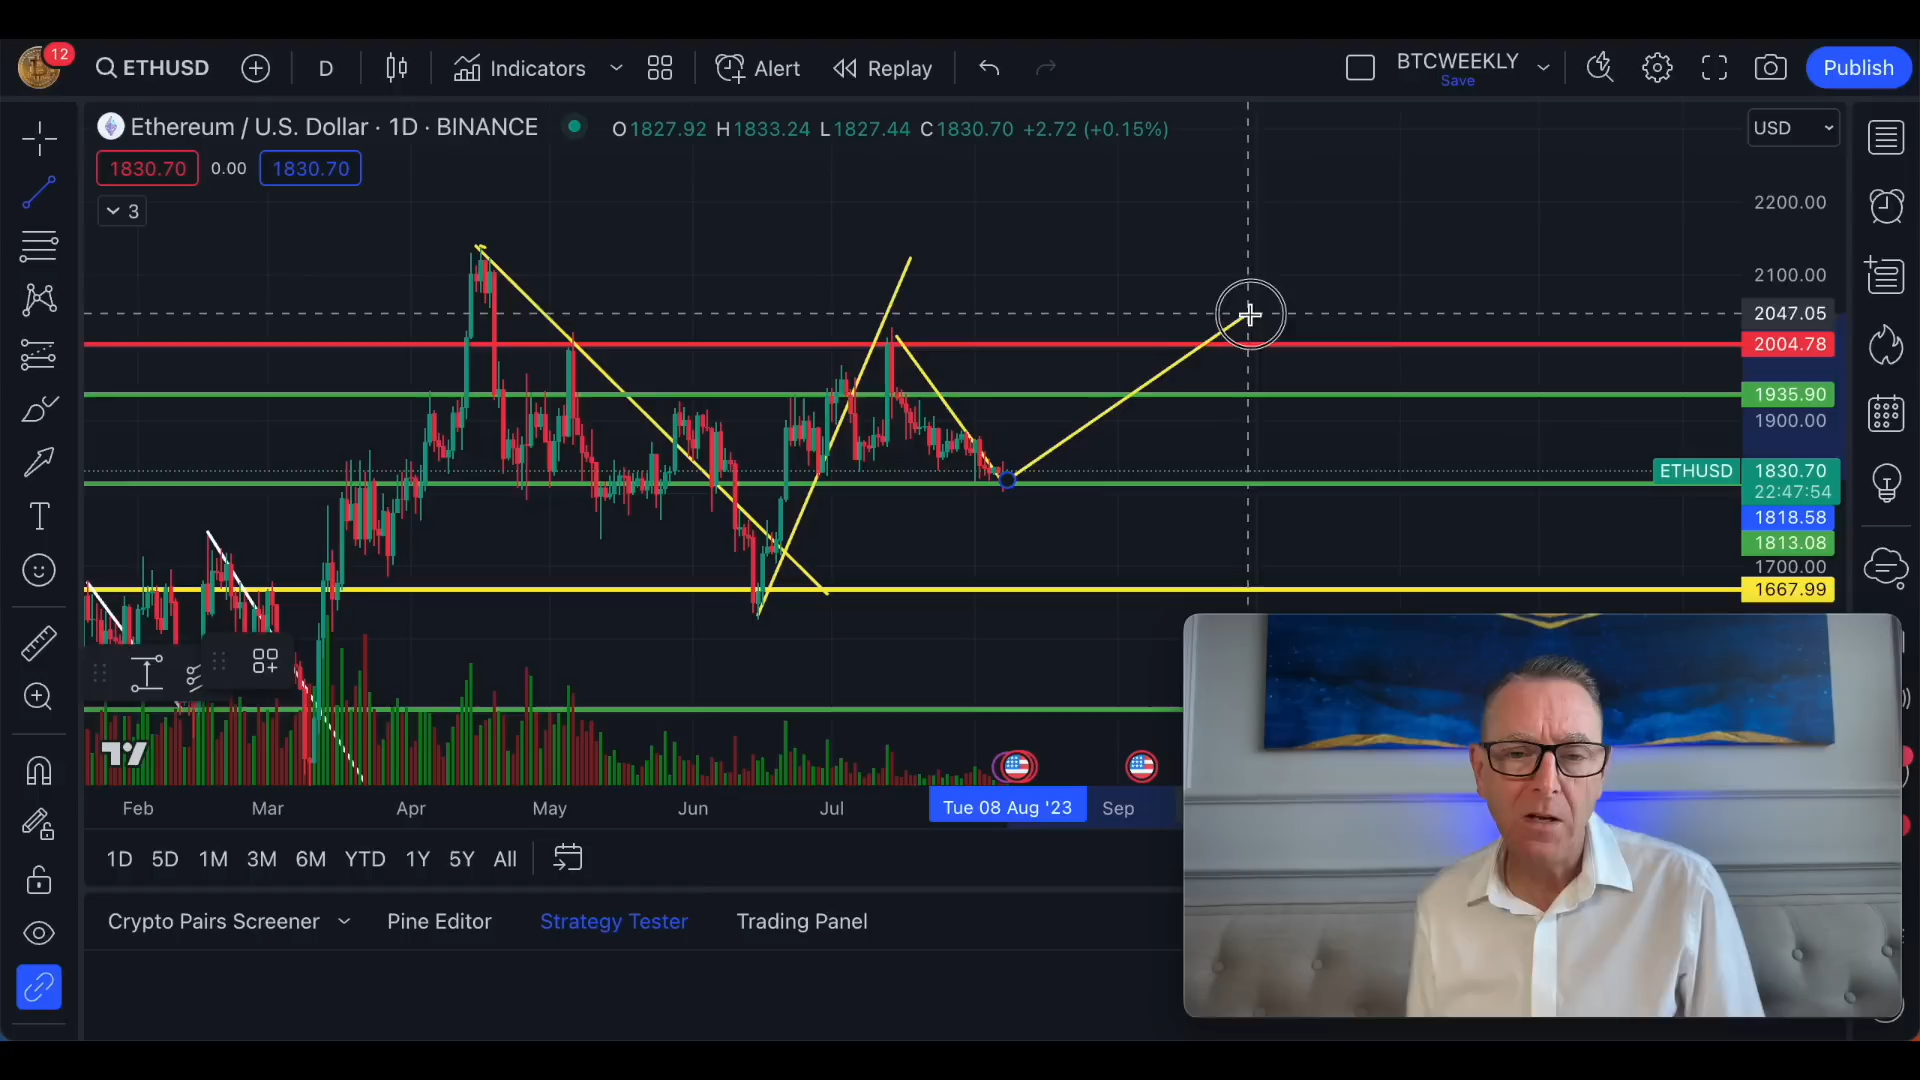 12
ETHUSD
D
Indicators
Alert
Replay
BTCWEEKLY
Save
Publish
Ethereum / U.S. Dollar · 1D · BINANCE
O1827.92 H1833.24 L1827.44 C1830.70 +2.72 (+0.15%)
USD
1830.70
0.00
1830.70
3
2200.00
2100.00
2047.05
2004.78
1935.90
1900.00
ETHUSD
1830.70
22:47:54
1818.58
1813.08
1700.00
1667.99
Feb
Mar
Apr
May
Jun
Jul
Tue 08 Aug '23
Sep
1D
5D
1M
3M
6M
YTD
1Y
5Y
All
Crypto Pairs Screener
Pine Editor
Strategy Tester
Trading Panel